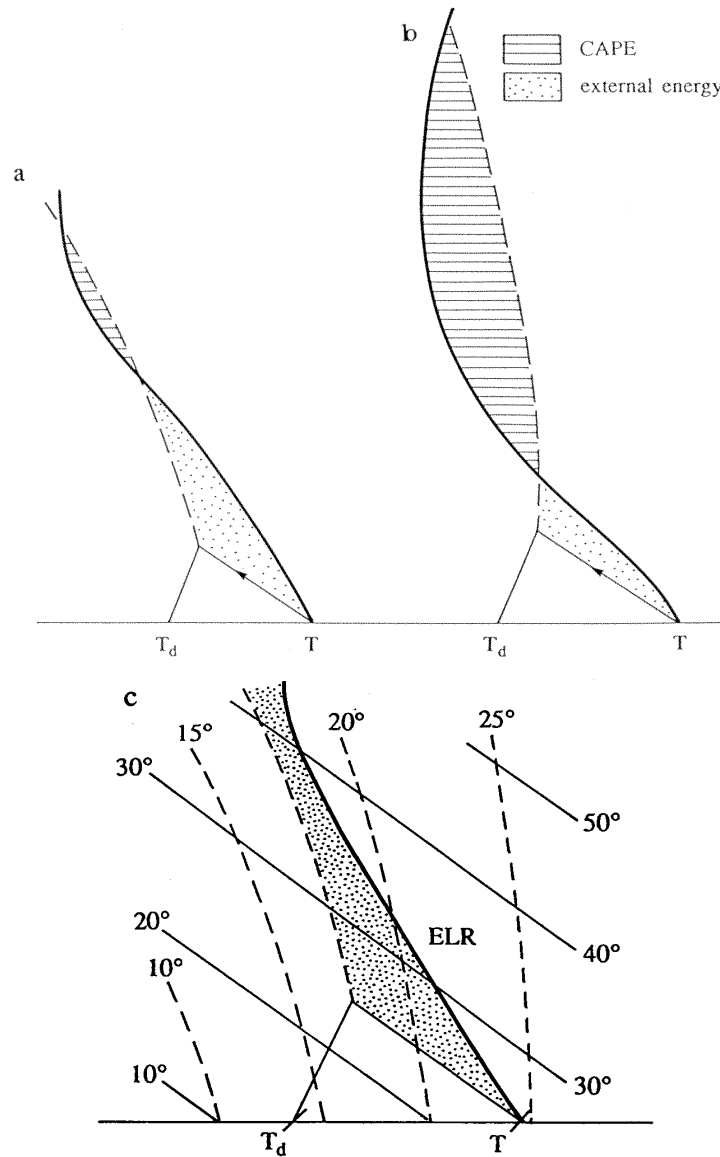 b
CAPE
external energy
a
T_d T T_d T
c
15° 20° 25°
30°
50°
20°
ELR
40°
10°
10°
30°
T_d T